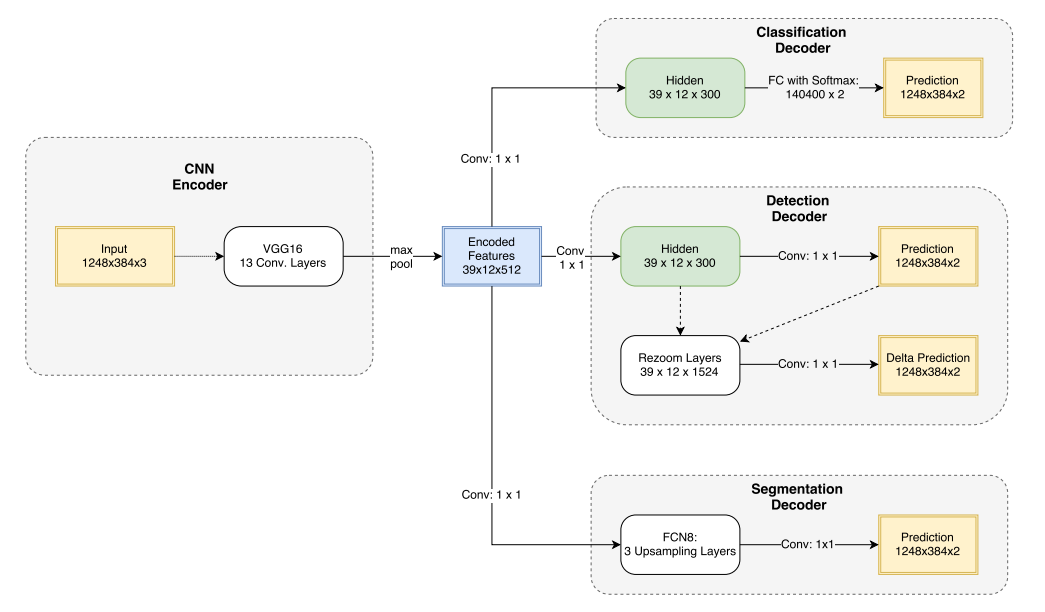 CNN
Encoder
Input
1248x384x3
VGG16
13 Conv. Layers
max
pool
Encoded
Features
39x12x512
Conv: 1 x 1
Conv
1 x 1
Conv: 1 x 1
Classification
Decoder
Hidden
39 x 12 x 300
FC with Softmax:
140400 x 2
Prediction
1248x384x2
Detection
Decoder
Hidden
39 x 12 x 300
Conv: 1 x 1
Prediction
1248x384x2
Rezoom Layers
39 x 12 x 1524
Conv: 1 x 1
Delta Prediction
1248x384x2
Segmentation
Decoder
FCN8:
3 Upsampling Layers
Conv: 1x1
Prediction
1248x384x2